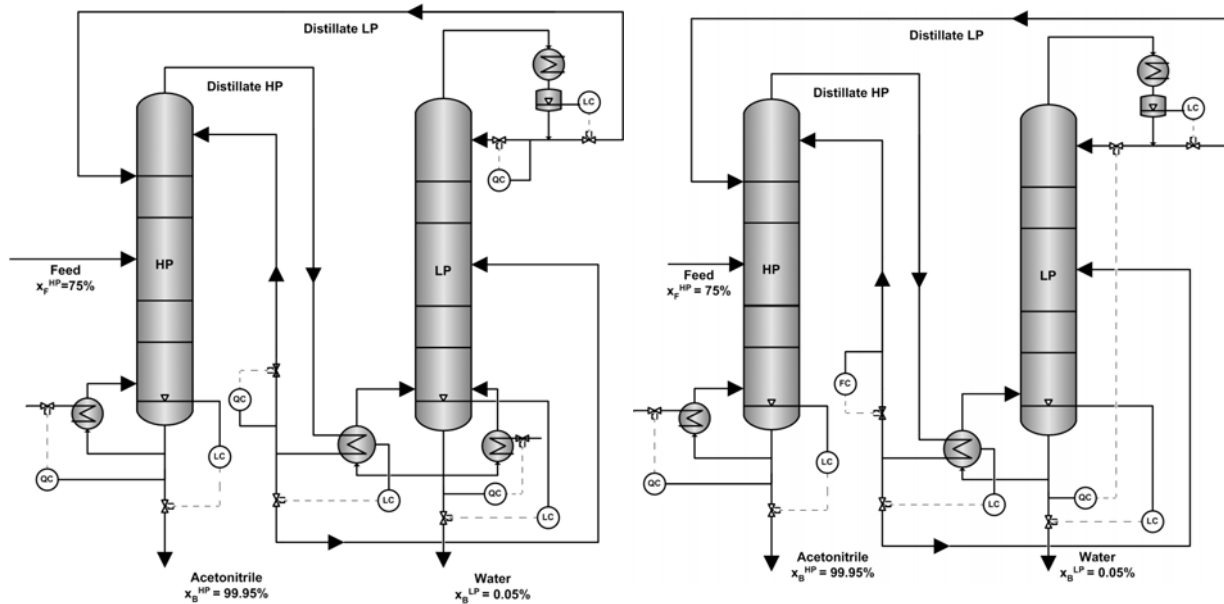 Distillate LP
Distillate HP
LC
QC
HP
LP
Feed
x_F^HP=75%
QC
QC
LC
LC
QC
LC
Acetonitrile
x_B^HP = 99.95%
Water
x_B^LP = 0.05%
Distillate LP
Distillate HP
LC
HP
LP
Feed
x_F^HP = 75%
FC
QC
LC
LC
QC
LC
Acetonitrile
x_B^HP = 99.95%
Water
x_B^LP = 0.05%